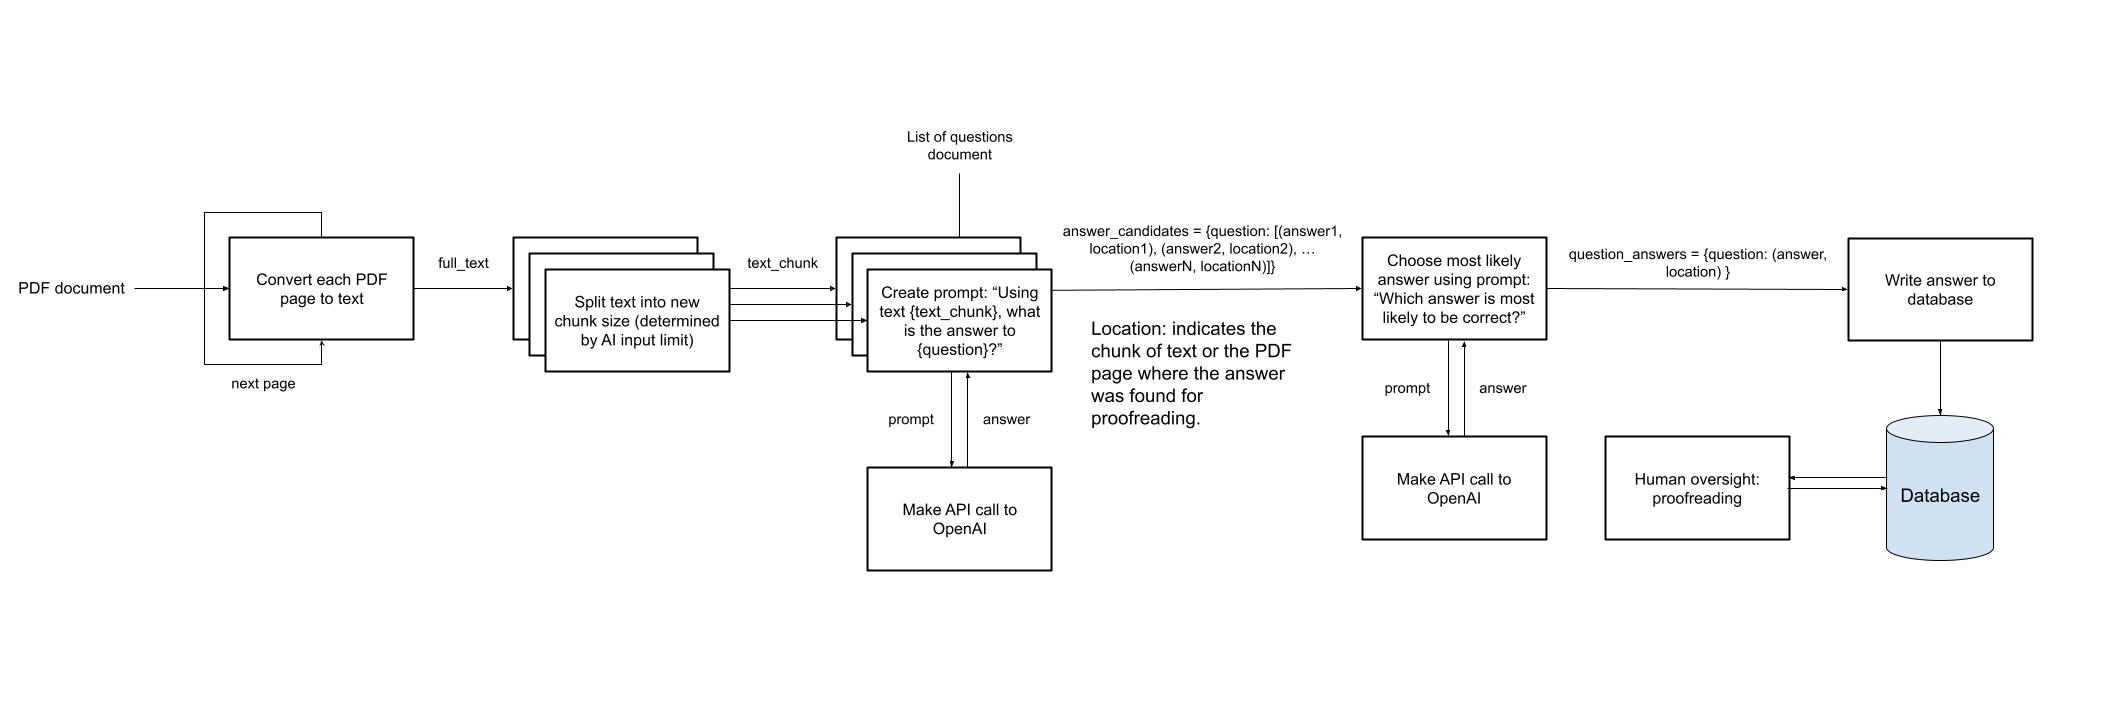 List of questions
document
PDF document
Convert each PDF
page to text
next page
full_text
Split text into new
chunk size (determined
by AI input limit)
text_chunk
Create prompt: “Using
text {text_chunk}, what
is the answer to
{question}?”
prompt
answer
Make API call to
OpenAI
answer_candidates = {question: [(answer1,
location1), (answer2, location2), …
(answerN, locationN)]}
Location: indicates the
chunk of text or the PDF
page where the answer
was found for
proofreading.
Choose most likely
answer using prompt:
“Which answer is most
likely to be correct?”
prompt
answer
Make API call to
OpenAI
question_answers = {question: (answer,
location) }
Write answer to
database
Human oversight:
proofreading
Database